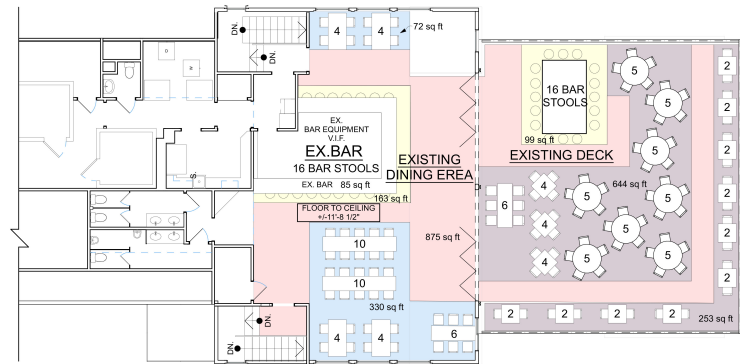 DN.
DN.
4
4
72 sq ft
EX.
BAR EQUIPMENT
V.I.F.
EX.BAR
16 BAR STOOLS
EX. BAR
85 sq ft
163 sq ft
EXISTING
DINING EREA
FLOOR TO CEILING
+/-11'-8 1/2"
10
10
875 sq ft
330 sq ft
4
4
6
DN.
DN.
S.
16 BAR
STOOLS
99 sq ft
EXISTING DECK
644 sq ft
5
5
5
5
5
5
5
5
6
4
4
4
2
2
2
2
2
2
2
2
2
2
253 sq ft